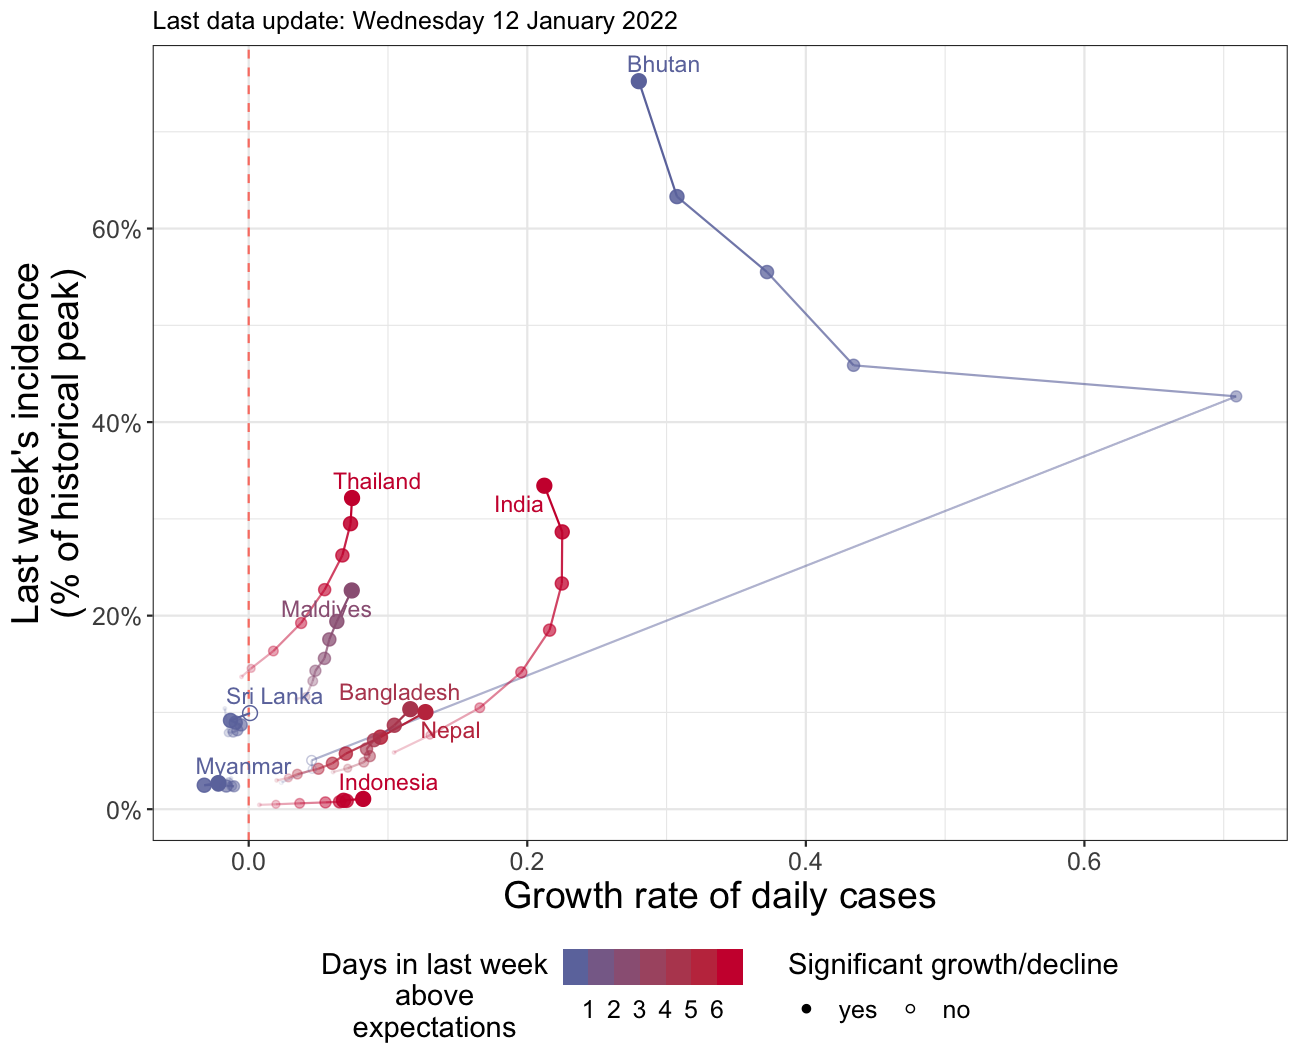 Last data update: Wednesday 12 January 2022
Last week's incidence
(% of historical peak)
60%
40%
20%
0%
Bhutan
Thailand
India
Maldives
Sri Lanka
Bangladesh
Nepal
Myanmar
Indonesia
0.0 0.2 0.4 0.6
Growth rate of daily cases
Days in last week
above
expectations
1 2 3 4 5 6
Significant growth/decline
yes no